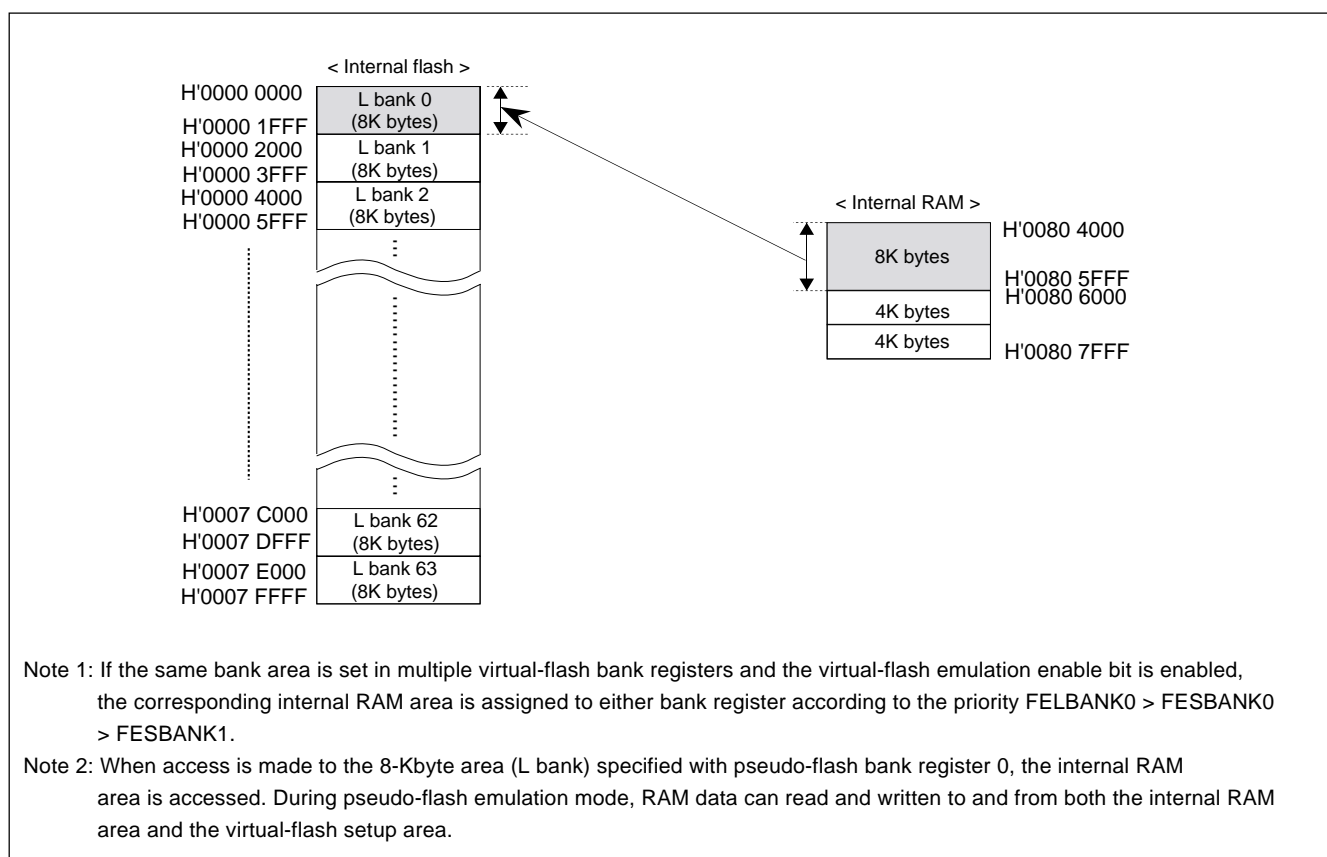 < Internal flash >
H'0000 0000
L bank 0
(8K bytes)
H'0000 1FFF
H'0000 2000
L bank 1
(8K bytes)
H'0000 3FFF
H'0000 4000
L bank 2
(8K bytes)
H'0000 5FFF
< Internal RAM >
H'0080 4000
8K bytes
H'0080 5FFF
H'0080 6000
4K bytes
4K bytes
H'0080 7FFF
H'0007 C000
L bank 62
(8K bytes)
H'0007 DFFF
H'0007 E000
L bank 63
(8K bytes)
H'0007 FFFF
Note 1: If the same bank area is set in multiple virtual-flash bank registers and the virtual-flash emulation enable bit is enabled,
the corresponding internal RAM area is assigned to either bank register according to the priority FELBANK0 > FESBANK0
> FESBANK1.
Note 2: When access is made to the 8-Kbyte area (L bank) specified with pseudo-flash bank register 0, the internal RAM
area is accessed. During pseudo-flash emulation mode, RAM data can read and written to and from both the internal RAM
area and the virtual-flash setup area.